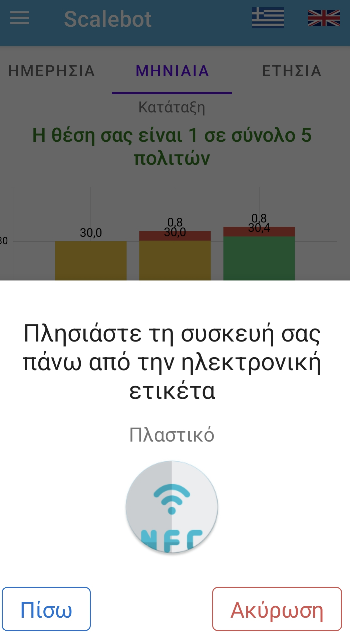 Scalebot
ΗΜΕΡΗΣΙΑ ΜΗΝΙΑΙΑ ΕΤΗΣΙΑ
Κατάταξη
Η θέση σας είναι 1 σε σύνολο 5
πολιτών
0,8 0,8
30,0 30,0 30,4
Πλησιάστε τη συσκευή σας
πάνω από την ηλεκτρονική
ετικέτα
Πλαστικό
NFC
Πίσω Ακύρωση